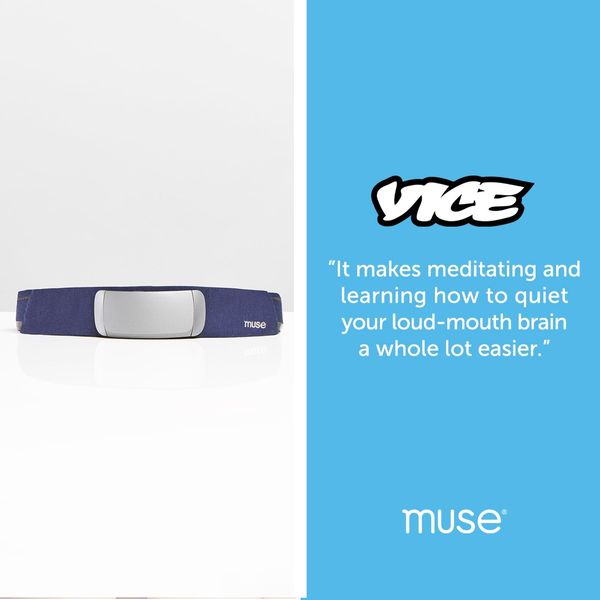 muse
VICE
"It makes meditating and
learning how to quiet
your loud-mouth brain
a whole lot easier."
muse®